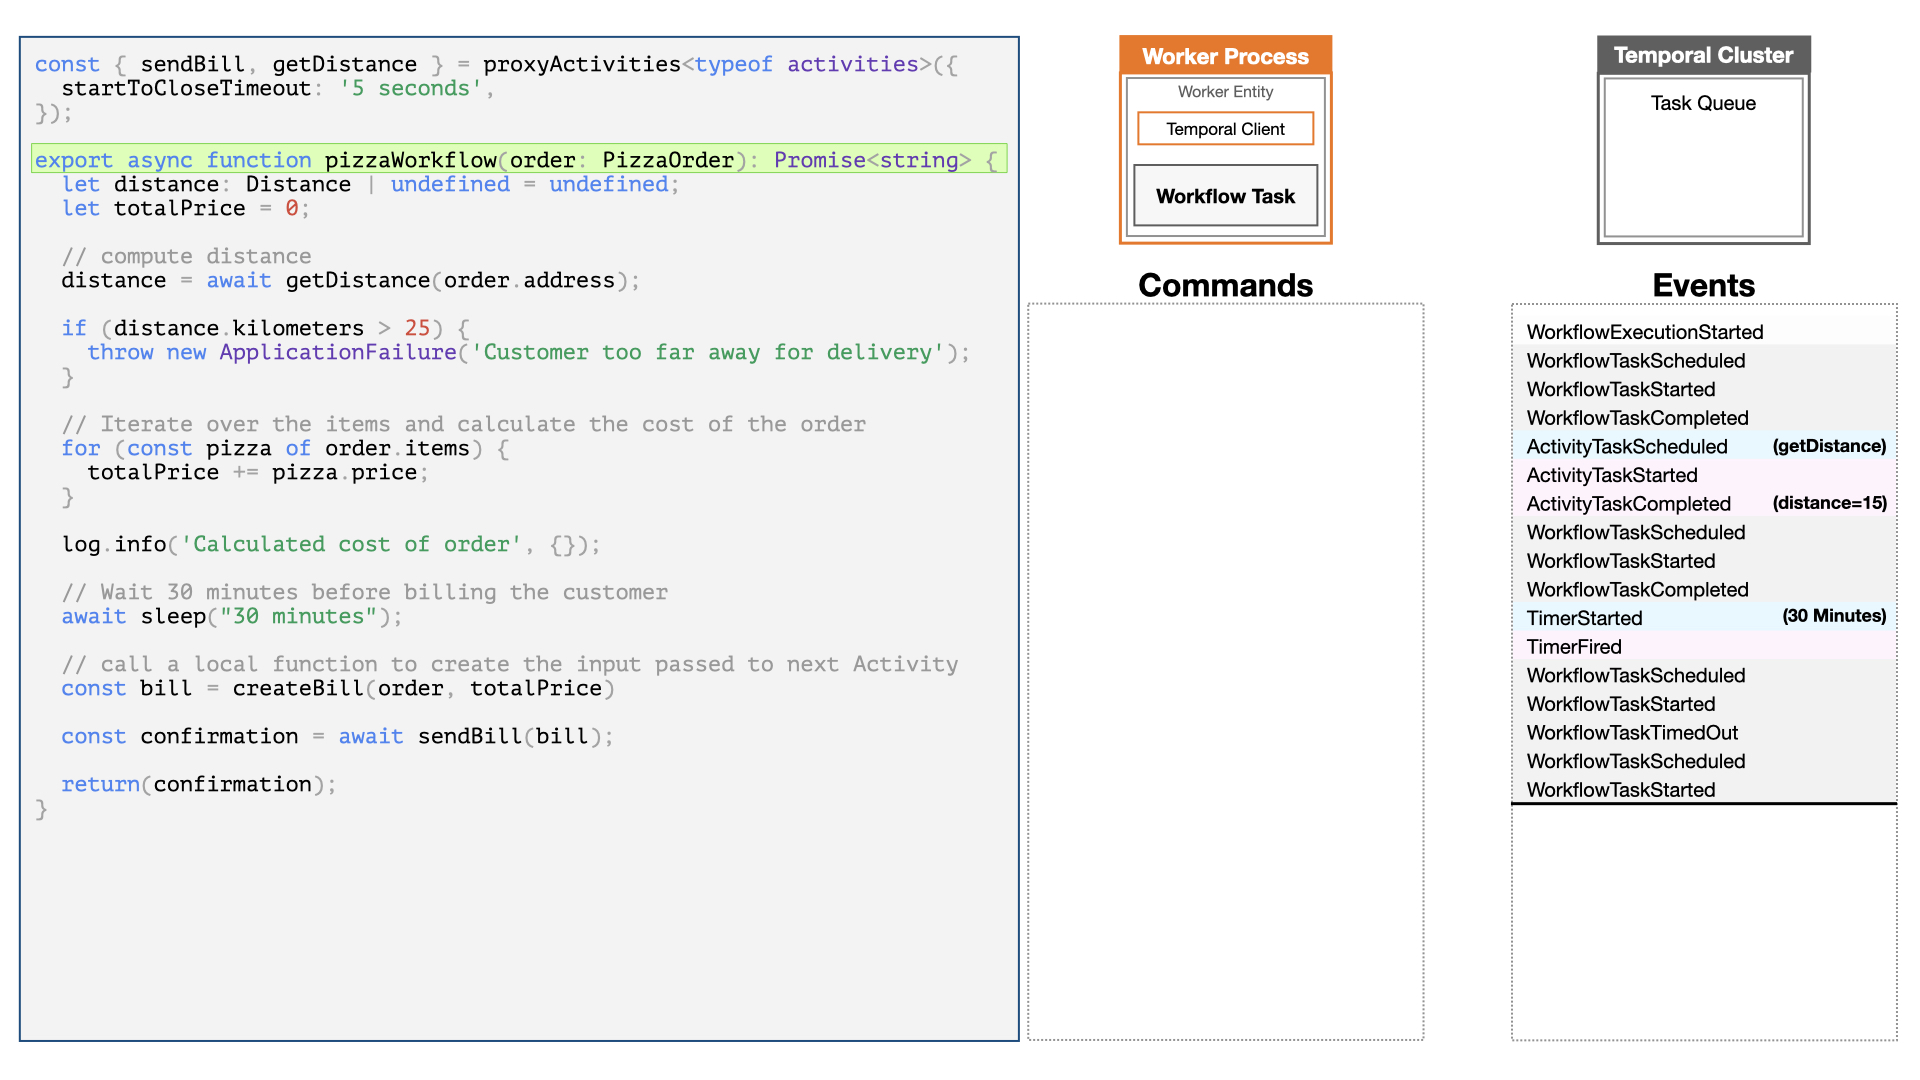 const { sendBill, getDistance } = proxyActivities<typeof activities>({
  startToCloseTimeout: '5 seconds',
});

export async function pizzaWorkflow(order: PizzaOrder): Promise<string> {
  let distance: Distance | undefined = undefined;
  let totalPrice = 0;

  // compute distance
  distance = await getDistance(order.address);

  if (distance.kilometers > 25) {
    throw new ApplicationFailure('Customer too far away for delivery');
  }

  // Iterate over the items and calculate the cost of the order
  for (const pizza of order.items) {
    totalPrice += pizza.price;
  }

  log.info('Calculated cost of order', {});

  // Wait 30 minutes before billing the customer
  await sleep("30 minutes");

  // call a local function to create the input passed to next Activity
  const bill = createBill(order, totalPrice)

  const confirmation = await sendBill(bill);

  return(confirmation);
}
Worker Process
Worker Entity
Temporal Client
Workflow Task
Commands
Temporal Cluster
Task Queue
Events
WorkflowExecutionStarted
WorkflowTaskScheduled
WorkflowTaskStarted
WorkflowTaskCompleted
ActivityTaskScheduled (getDistance)
ActivityTaskStarted
ActivityTaskCompleted (distance=15)
WorkflowTaskScheduled
WorkflowTaskStarted
WorkflowTaskCompleted
TimerStarted (30 Minutes)
TimerFired
WorkflowTaskScheduled
WorkflowTaskStarted
WorkflowTaskTimedOut
WorkflowTaskScheduled
WorkflowTaskStarted